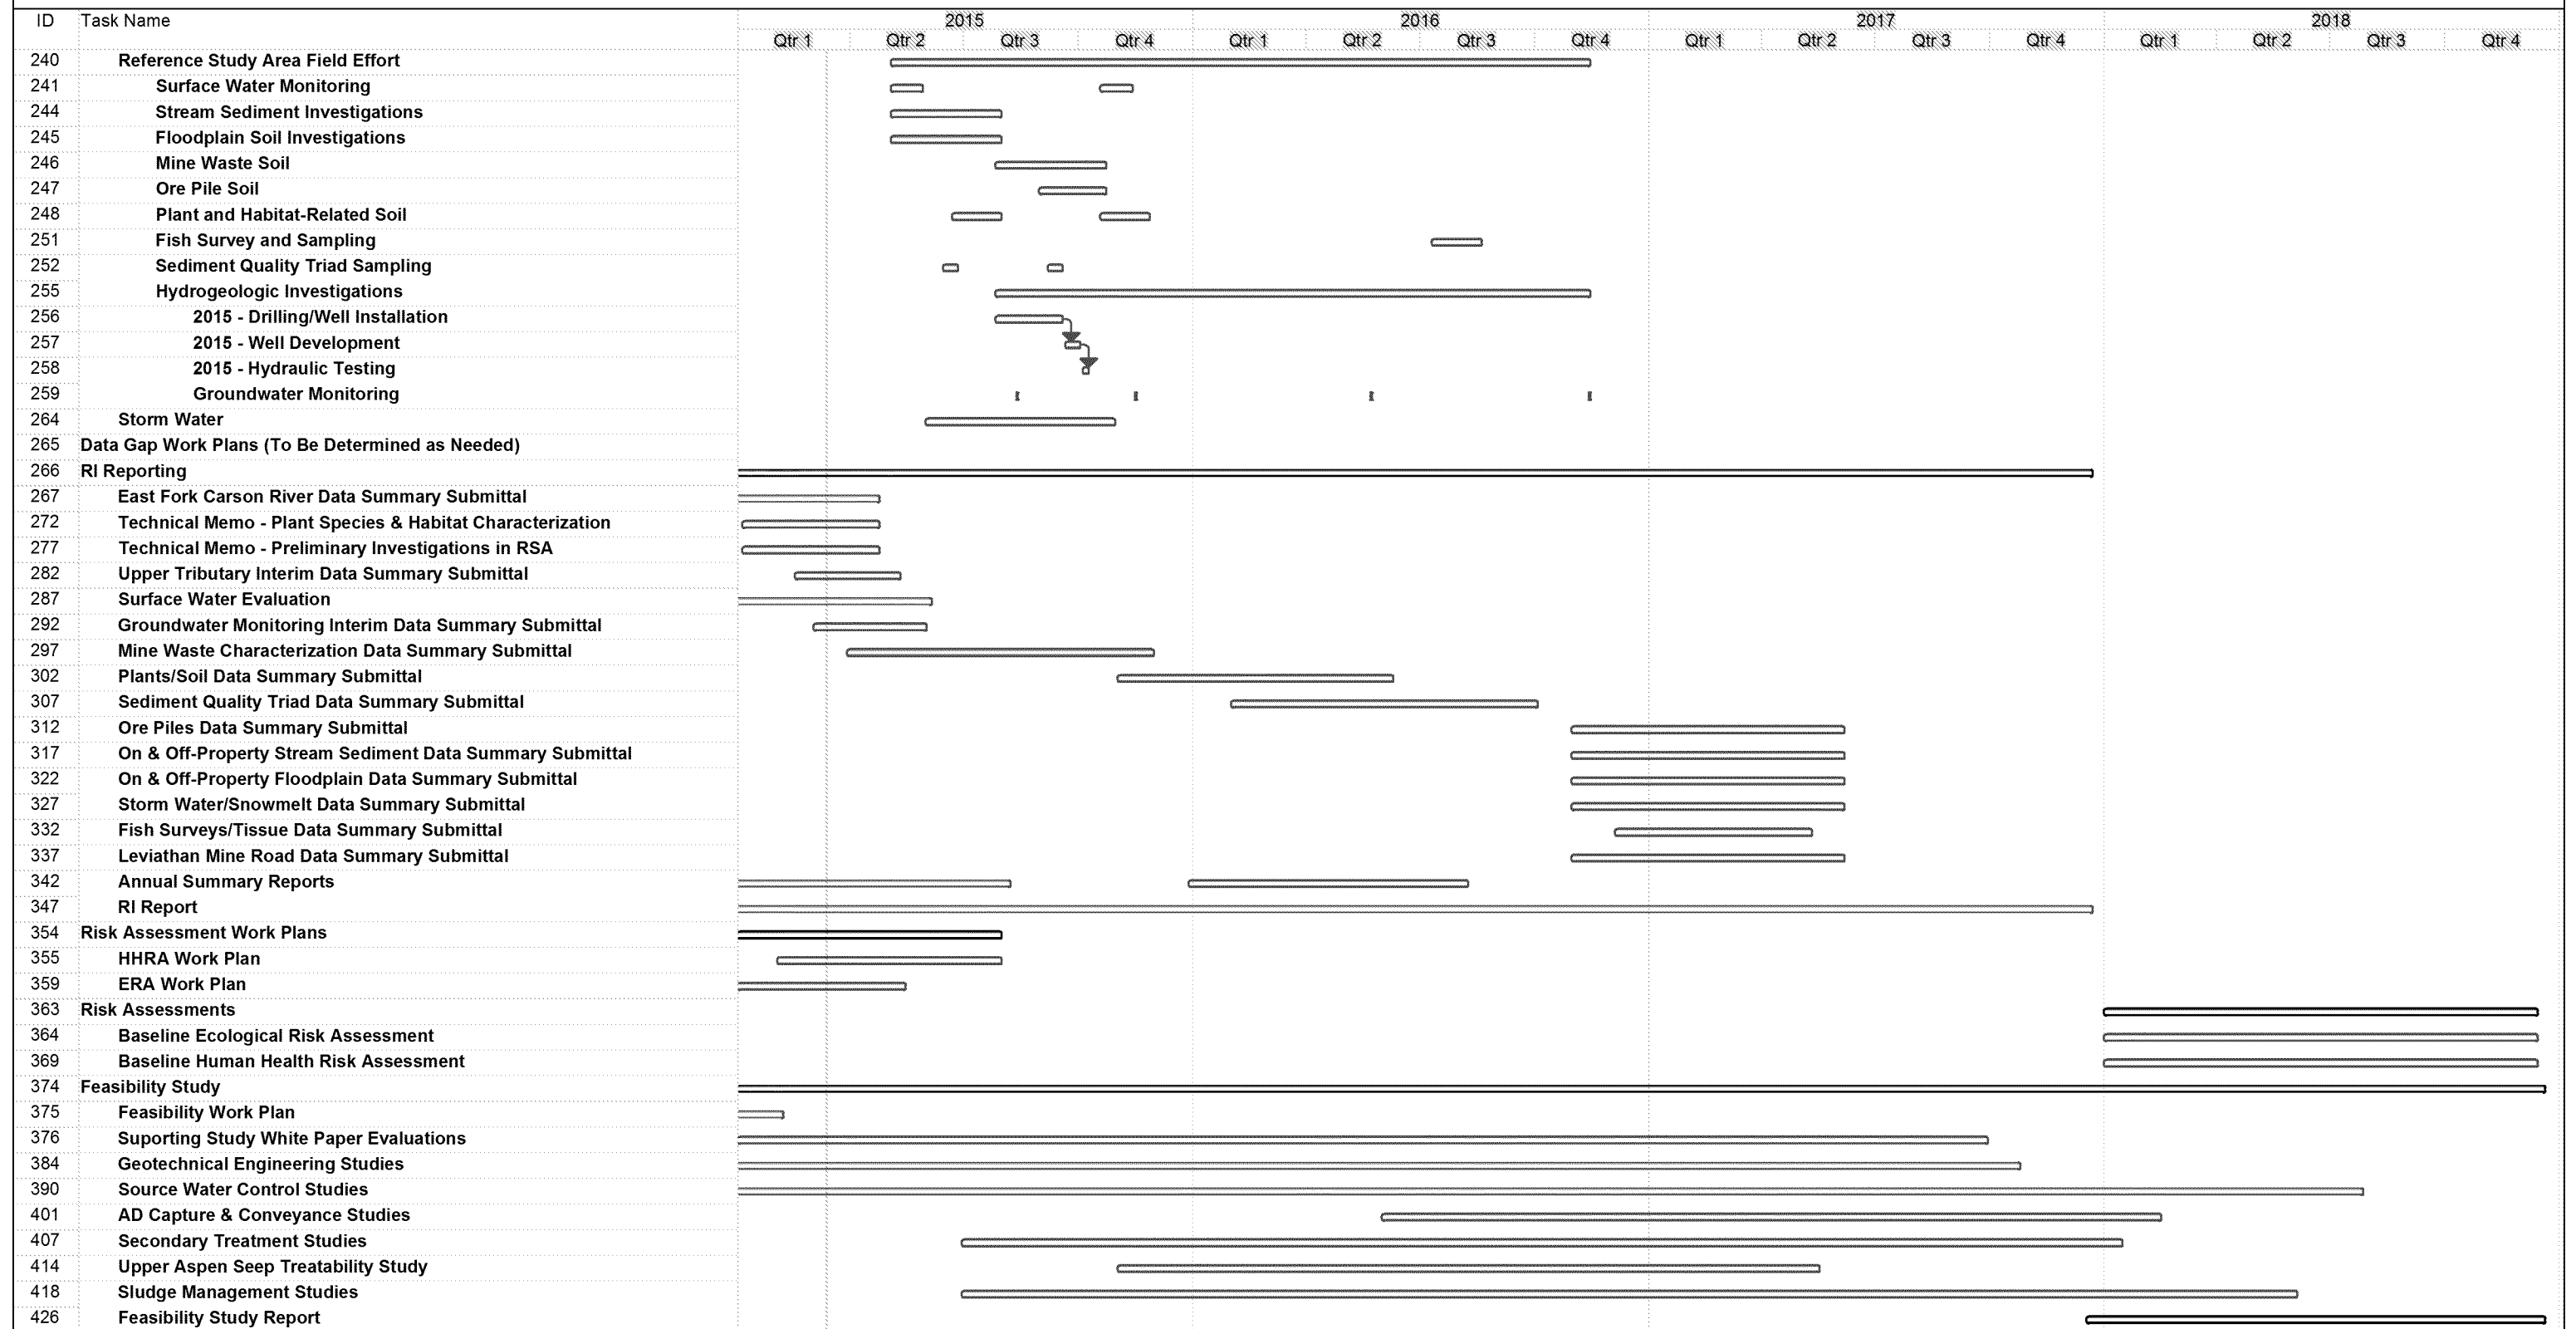 ID Task Name 2015 2016 2017 2018
Qtr 1 Qtr 2 Qtr 3 Qtr 4 Qtr 1 Qtr 2 Qtr 3 Qtr 4 Qtr 1 Qtr 2 Qtr 3 Qtr 4 Qtr 1 Qtr 2 Qtr 3 Qtr 4
240 Reference Study Area Field Effort
241 Surface Water Monitoring
244 Stream Sediment Investigations
245 Floodplain Soil Investigations
246 Mine Waste Soil
247 Ore Pile Soil
248 Plant and Habitat-Related Soil
251 Fish Survey and Sampling
252 Sediment Quality Triad Sampling
255 Hydrogeologic Investigations
256 2015 - Drilling/Well Installation
257 2015 - Well Development
258 2015 - Hydraulic Testing
259 Groundwater Monitoring
264 Storm Water
265 Data Gap Work Plans (To Be Determined as Needed)
266 RI Reporting
267 East Fork Carson River Data Summary Submittal
272 Technical Memo - Plant Species & Habitat Characterization
277 Technical Memo - Preliminary Investigations in RSA
282 Upper Tributary Interim Data Summary Submittal
287 Surface Water Evaluation
292 Groundwater Monitoring Interim Data Summary Submittal
297 Mine Waste Characterization Data Summary Submittal
302 Plants/Soil Data Summary Submittal
307 Sediment Quality Triad Data Summary Submittal
312 Ore Piles Data Summary Submittal
317 On & Off-Property Stream Sediment Data Summary Submittal
322 On & Off-Property Floodplain Data Summary Submittal
327 Storm Water/Snowmelt Data Summary Submittal
332 Fish Surveys/Tissue Data Summary Submittal
337 Leviathan Mine Road Data Summary Submittal
342 Annual Summary Reports
347 RI Report
354 Risk Assessment Work Plans
355 HHRA Work Plan
359 ERA Work Plan
363 Risk Assessments
364 Baseline Ecological Risk Assessment
369 Baseline Human Health Risk Assessment
374 Feasibility Study
375 Feasibility Work Plan
376 Suporting Study White Paper Evaluations
384 Geotechnical Engineering Studies
390 Source Water Control Studies
401 AD Capture & Conveyance Studies
407 Secondary Treatment Studies
414 Upper Aspen Seep Treatability Study
418 Sludge Management Studies
426 Feasibility Study Report